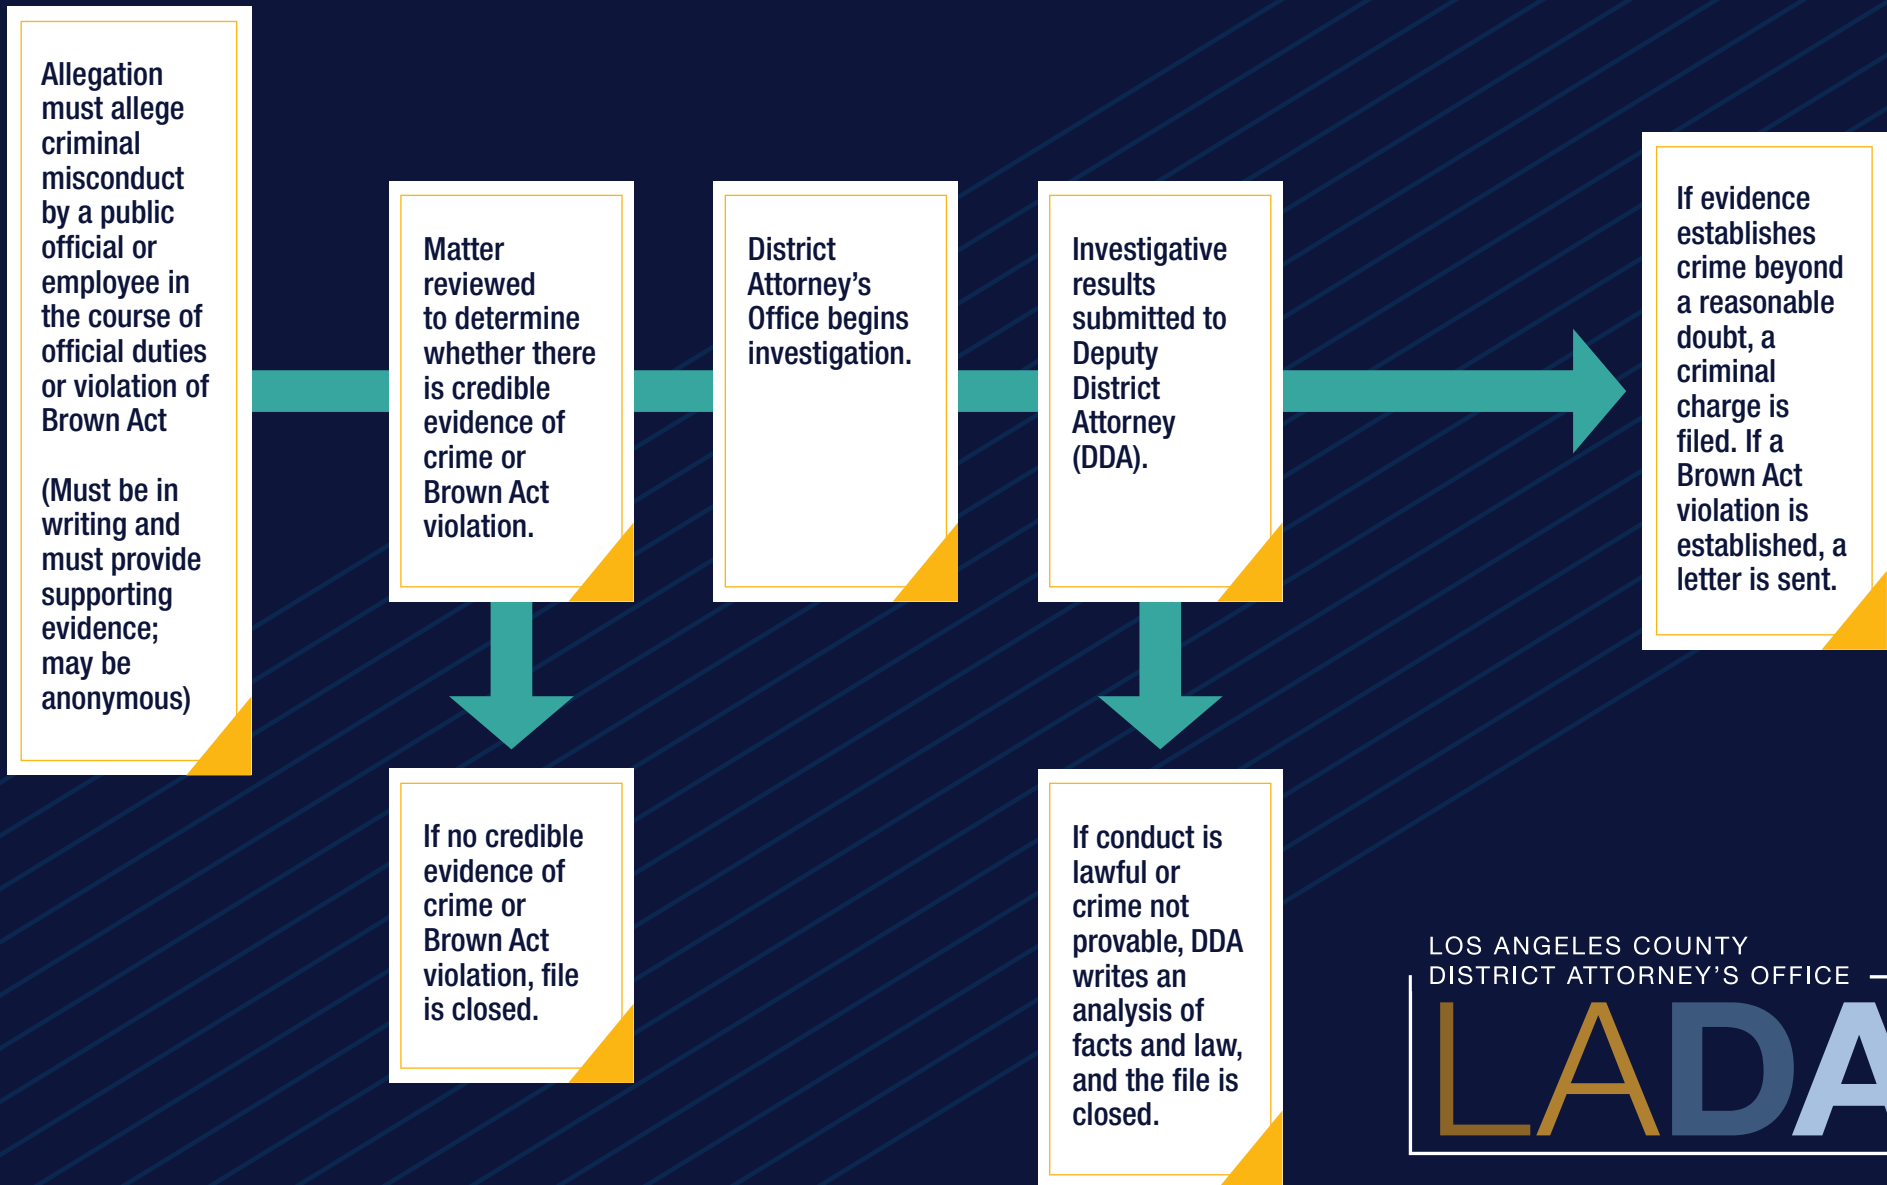 Allegation
must allege
criminal
misconduct
by a public
official or
employee in
the course of
official duties
or violation of
Brown Act
(Must be in
writing and
must provide
supporting
evidence;
may be
anonymous)
Matter
reviewed
to determine
whether there
is credible
evidence of
crime or
Brown Act
violation.
If no credible
evidence of
crime or
Brown Act
violation, file
is closed.
District
Attorney’s
Office begins
investigation.
Investigative
results
submitted to
Deputy
District
Attorney
(DDA).
If conduct is
lawful or
crime not
provable, DDA
writes an
analysis of
facts and law,
and the file is
closed.
If evidence
establishes
crime beyond
a reasonable
doubt, a
criminal
charge is
filed. If a
Brown Act
violation is
established, a
letter is sent.
LOS ANGELES COUNTY
DISTRICT ATTORNEY’S OFFICE
LADA